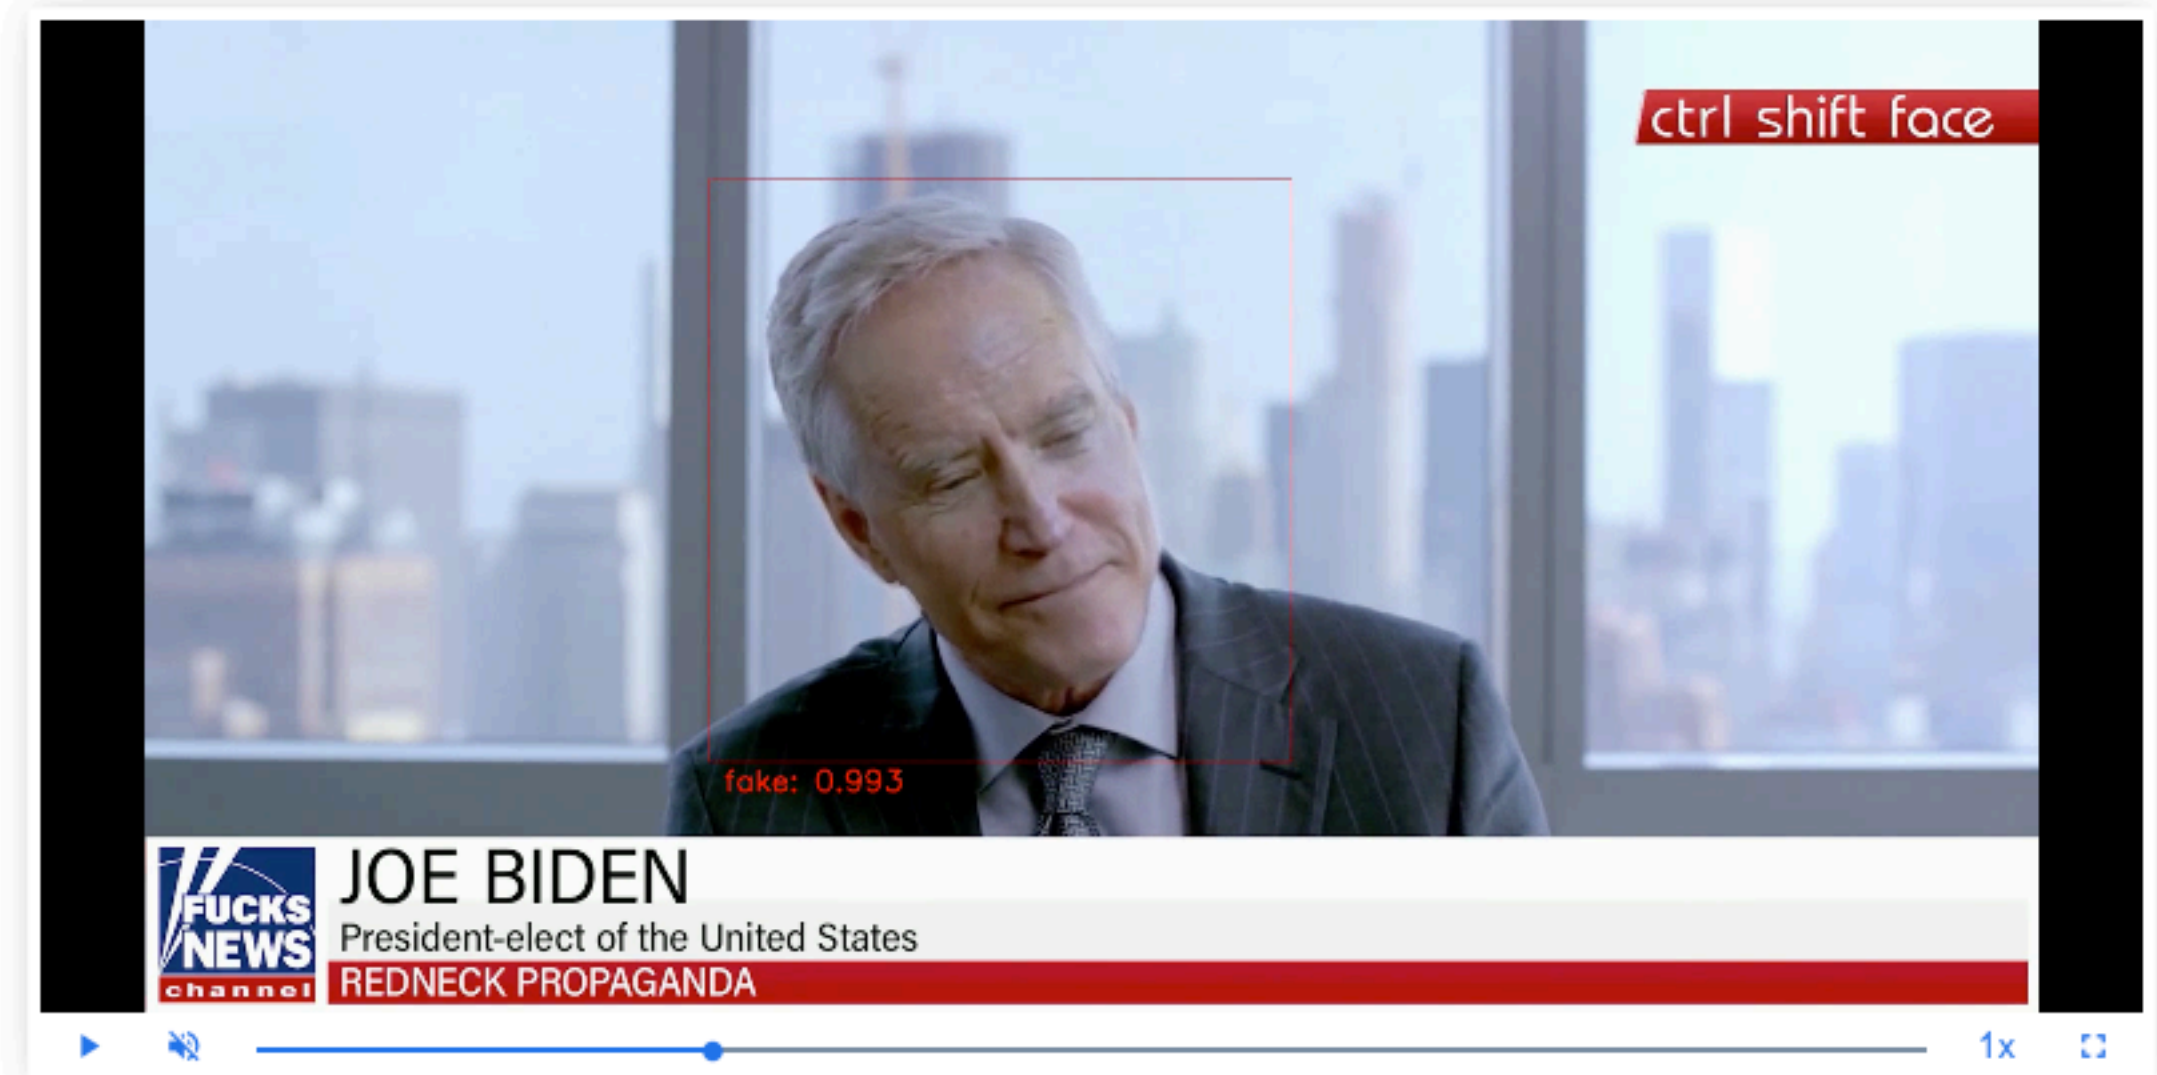 ctrl shift face
fake: 0.993
JOE BIDEN
President-elect of the United States
REDNECK PROPAGANDA
FUCKS
NEWS
channel
1x